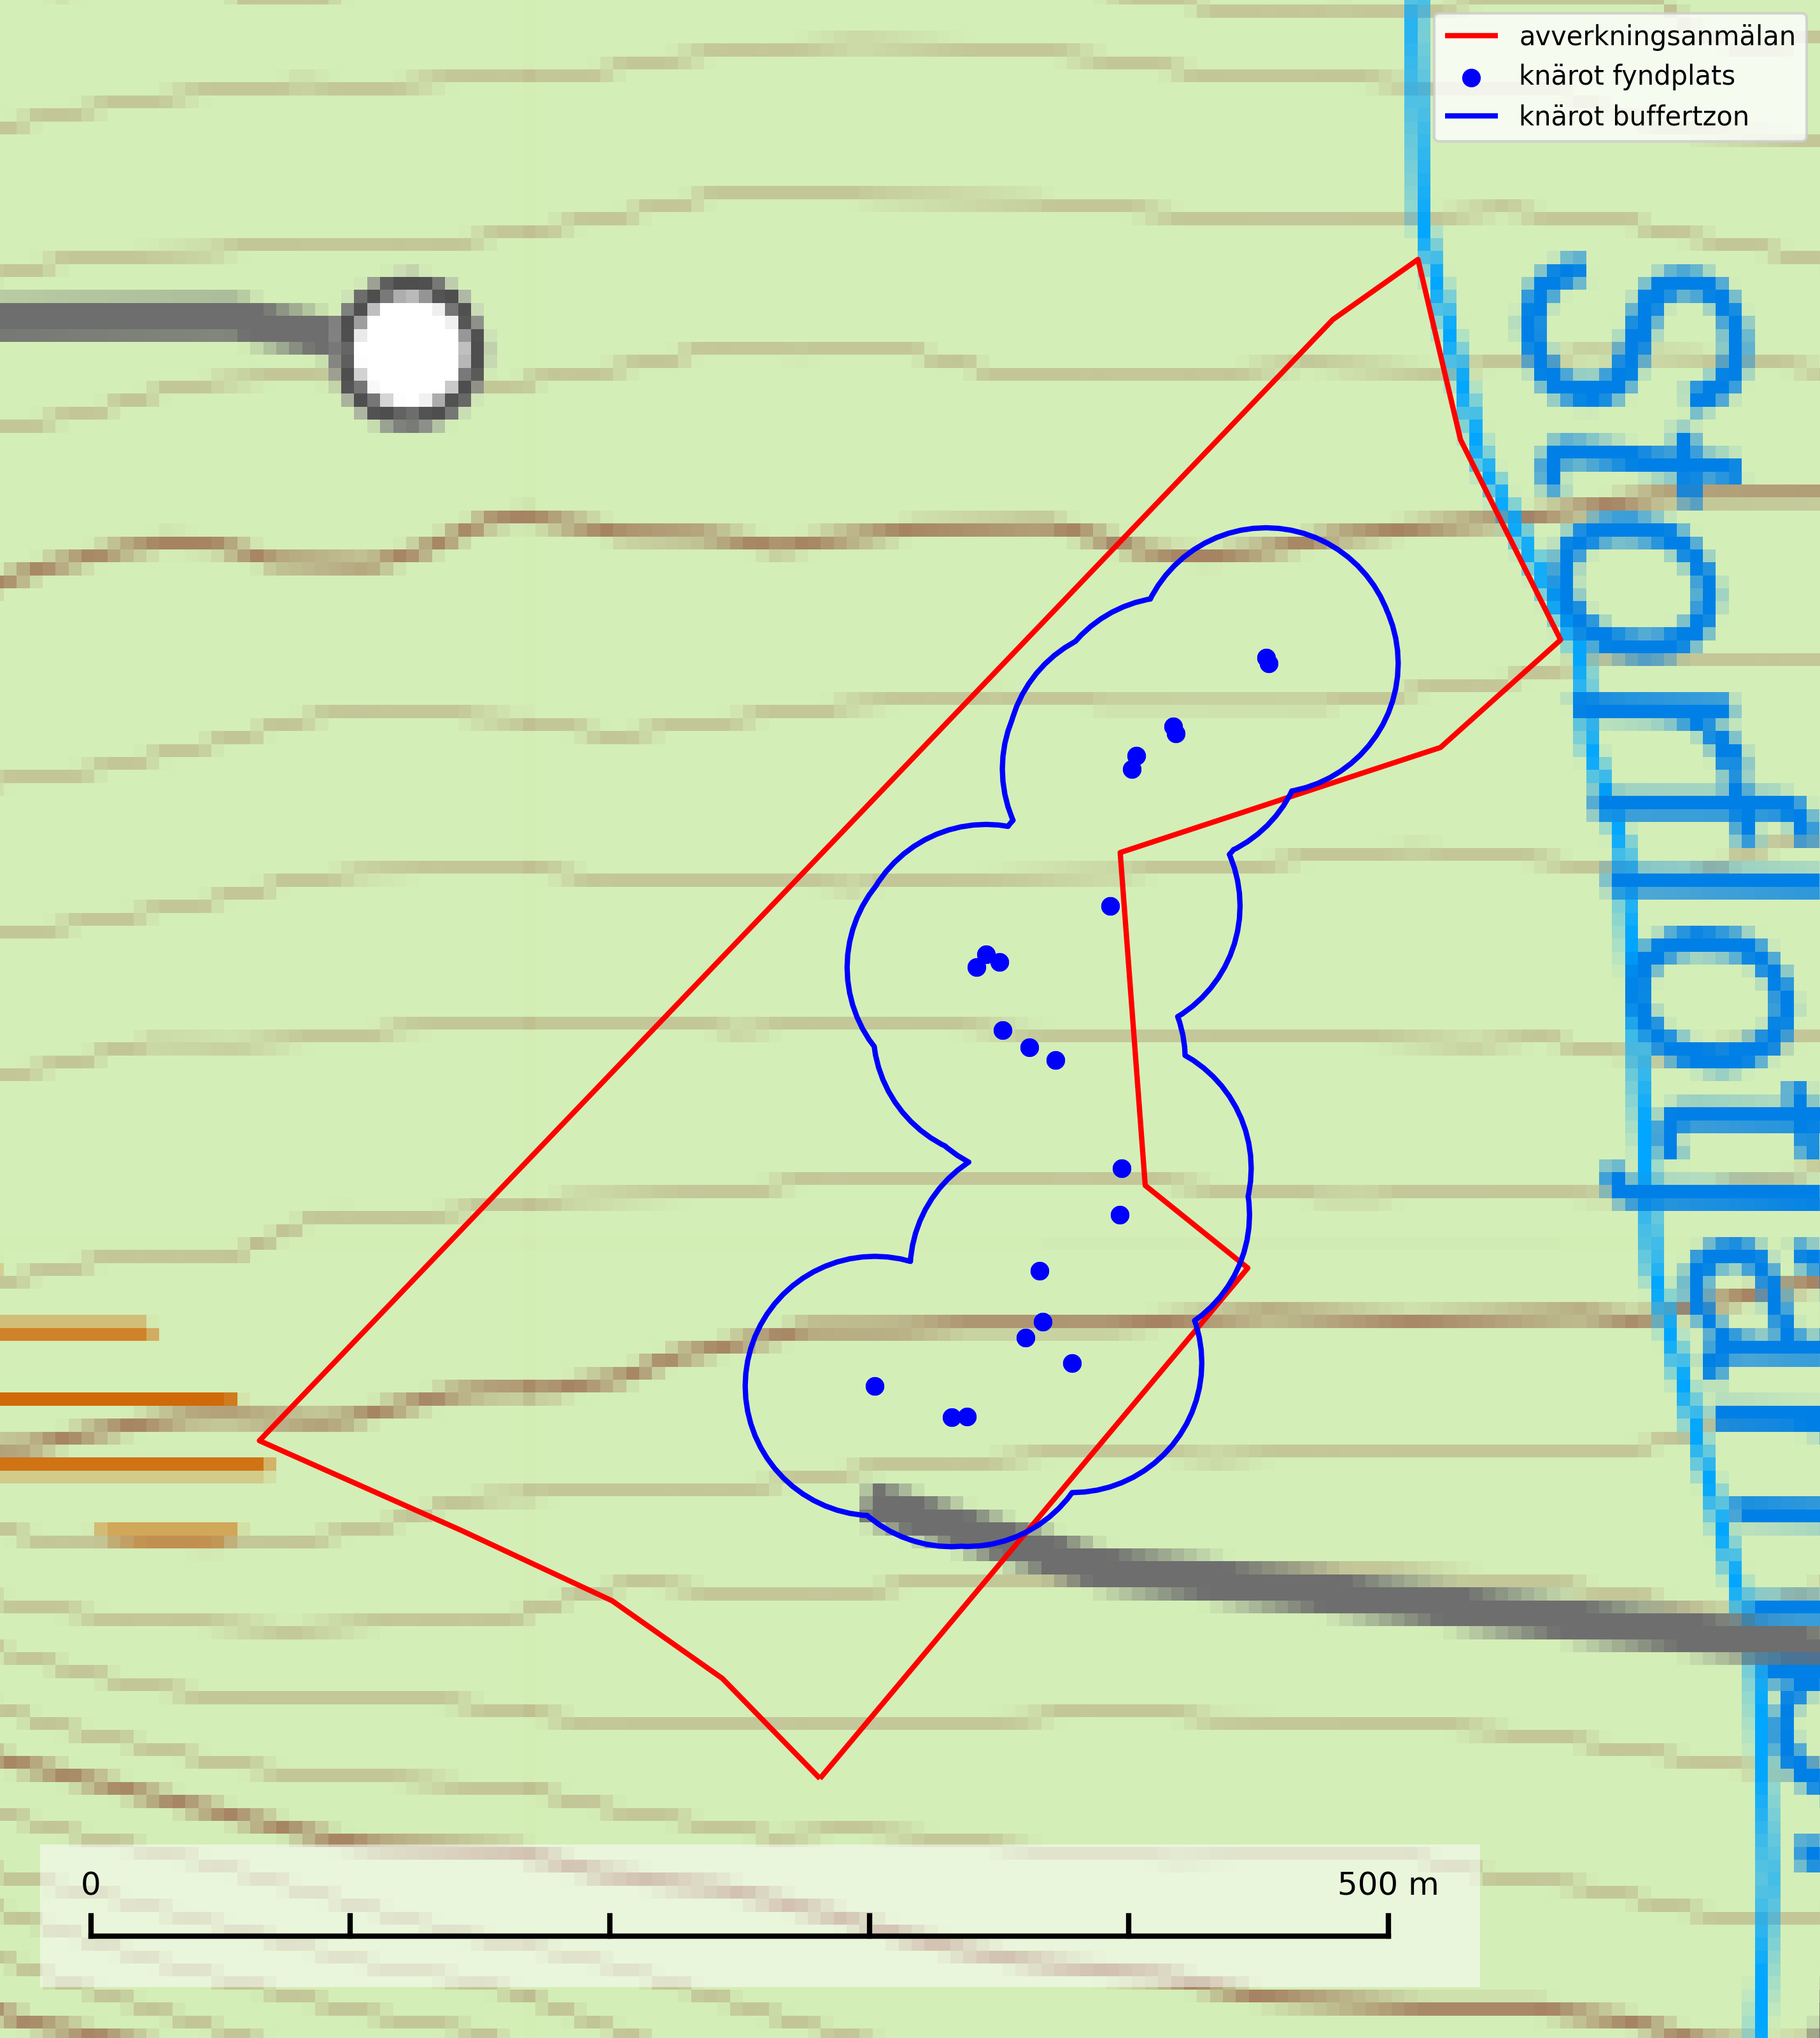 avverkningsanmälan
knärot fyndplats
knärot buffertzon
0
500 m